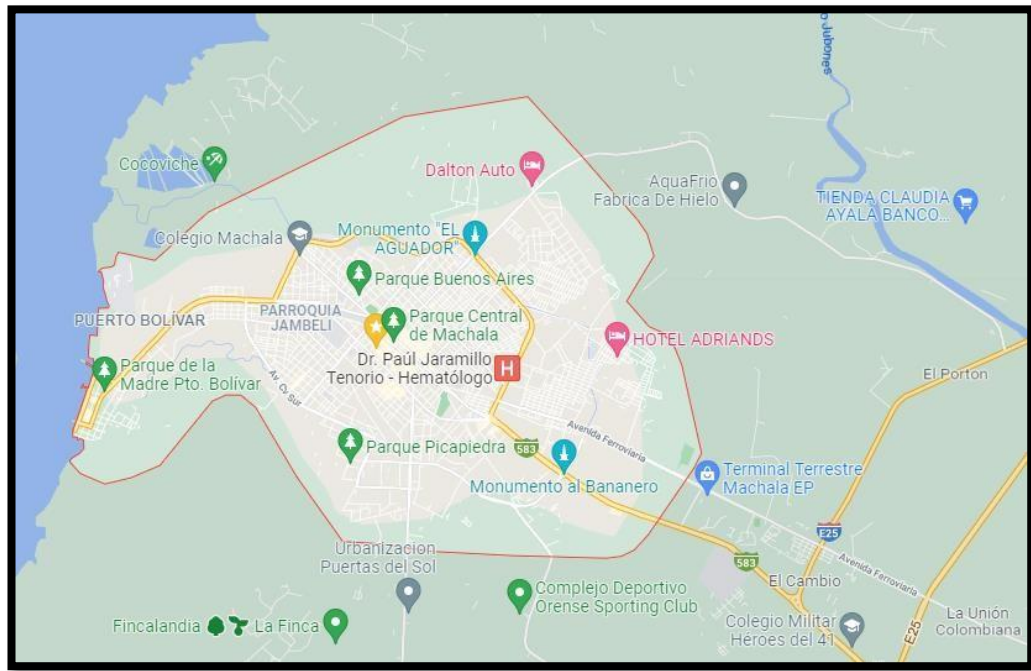 o Jubones
Cocoviche
Dalton Auto
AquaFrio
Fabrica De Hielo
TIENDA CLAUDIA
AYALA BANCO...
Colegio Machala
Monumento "EL
AGUADOR"
Parque Buenos Aires
PUERTO BOLÍVAR
PARROQUIA
JAMBELI
Parque Central
de Machala
HOTEL ADRIANDS
Dr. Paúl Jaramillo
Tenorio - Hematólogo
H
Parque de la
Madre Pto. Bolívar
Av. Cv Sur
El Porton
Avenida Ferroviaria
Parque Picapiedra
583
Monumento al Bananero
Terminal Terrestre
Machala EP
E25
Urbanizacion
Puertas del Sol
583
Avenida Ferroviaria
El Cambio
Complejo Deportivo
Orense Sporting Club
Fincalandia
La Finca
Colegio Militar
Héroes del 41
E25
La Unión
Colombiana